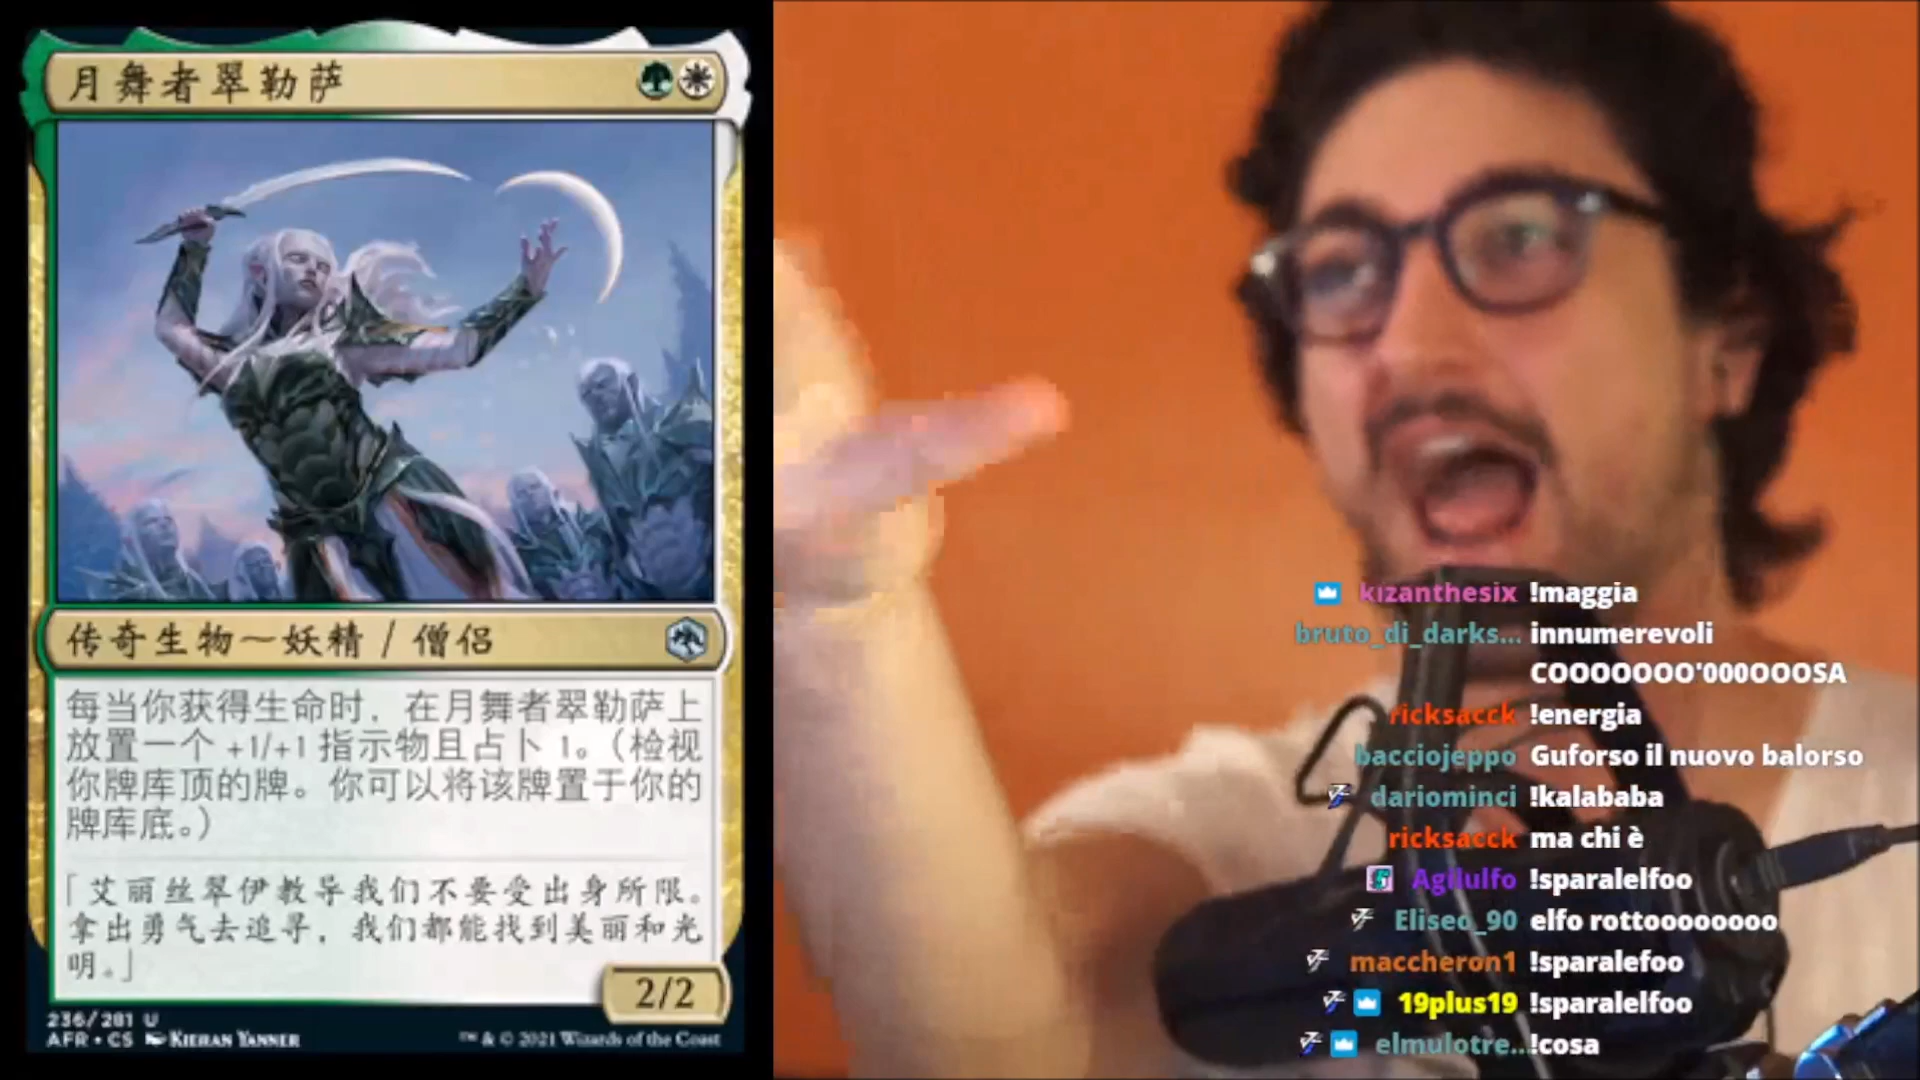 月舞者翠勒萨
传奇生物～妖精 / 僧侣
每当你获得生命时，在月舞者翠勒萨上
放置一个 +1/+1 指示物且占卜 1。（检视
你牌库顶的牌。你可以将该牌置于你的
牌库底。）
「艾丽丝翠伊教导我们不要受出身所限。
拿出勇气去追寻，我们都能找到美丽和光
明。」
2/2
236/281 U
AFR • CS KIERAN YANNER
™ & © 2021 Wizards of the Coast
kizanthesix !maggia
bruto_di_darks... innumerevoli
COOOOOOO'000OOOSA
ricksacck !energia
bacciojeppo Guforso il nuovo balorso
dariominci !kalababa
ricksacck ma chi è
Agilulfo !sparalelfoo
Eliseo_90 elfo rottoooooooo
maccheron1 !sparalefoo
19plus19 !sparalelfoo
elmulotre... !cosa